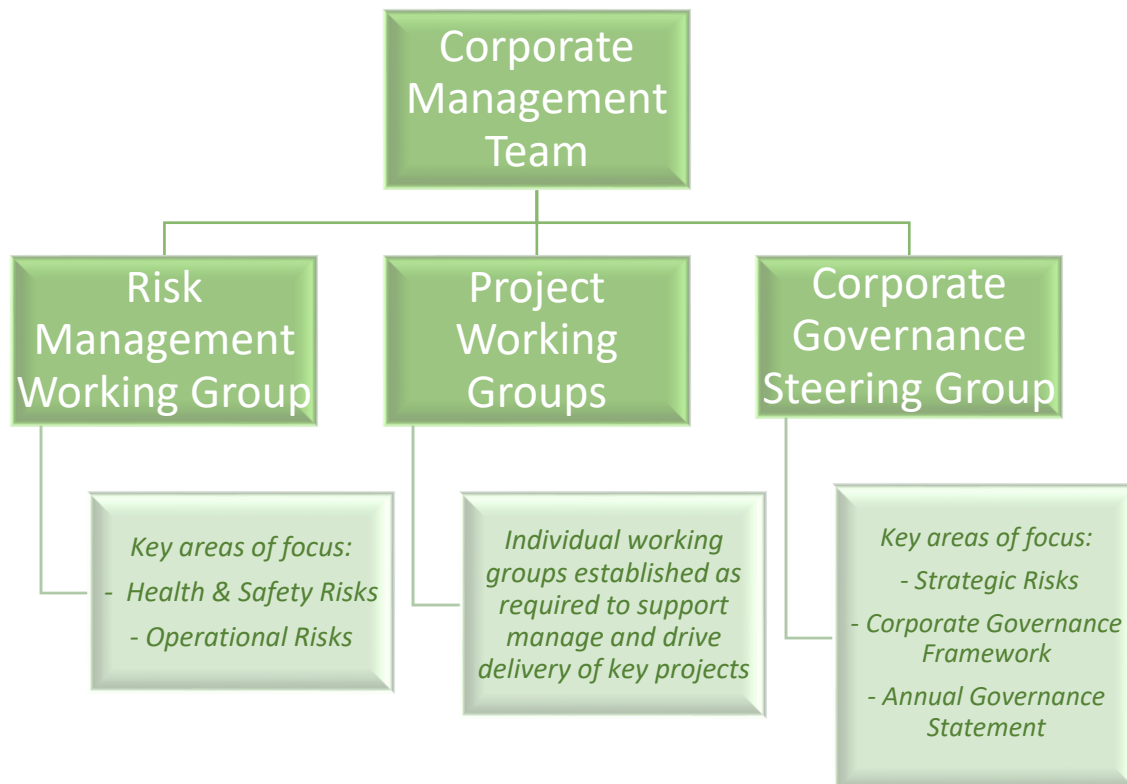 Corporate
Management
Team
Risk
Management
Working Group
Project
Working
Groups
Corporate
Governance
Steering Group
Key areas of focus:
- Health & Safety Risks
- Operational Risks
Individual working
groups established as
required to support
manage and drive
delivery of key projects
Key areas of focus:
- Strategic Risks
- Corporate Governance
Framework
- Annual Governance
Statement